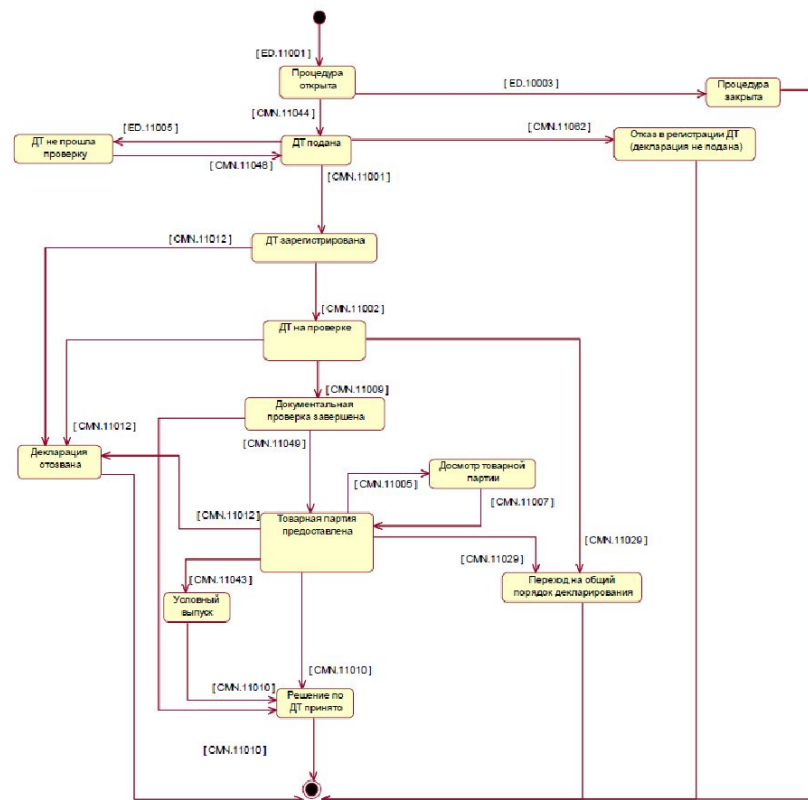 [ED.11001]
Процедура
открыта
[ED.10003]
Процедура
закрыта
[CMN.11044]
[ED.11005]
[CMN.11062]
ДТ не прошла
проверку
ДТ подана
Отказ в регистрации ДТ
(декларация не подана)
[CMN.11046]
[CMN.11001]
[CMN.11012]
ДТ зарегистрирована
[CMN.11002]
ДТ на проверке
[CMN.11009]
Документальная
проверка завершена
[CMN.11012]
[CMN.11049]
Декларация
отозвана
Досмотр товарной
партии
[CMN.11005]
[CMN.11007]
[CMN.11012]
Товарная партия
предоставлена
[CMN.11029]
[CMN.11029]
[CMN.11043]
Переход на общий
порядок декларирования
Условный
выпуск
[CMN.11010]
[CMN.11010]
Решение по
ДТ принято
[CMN.11010]